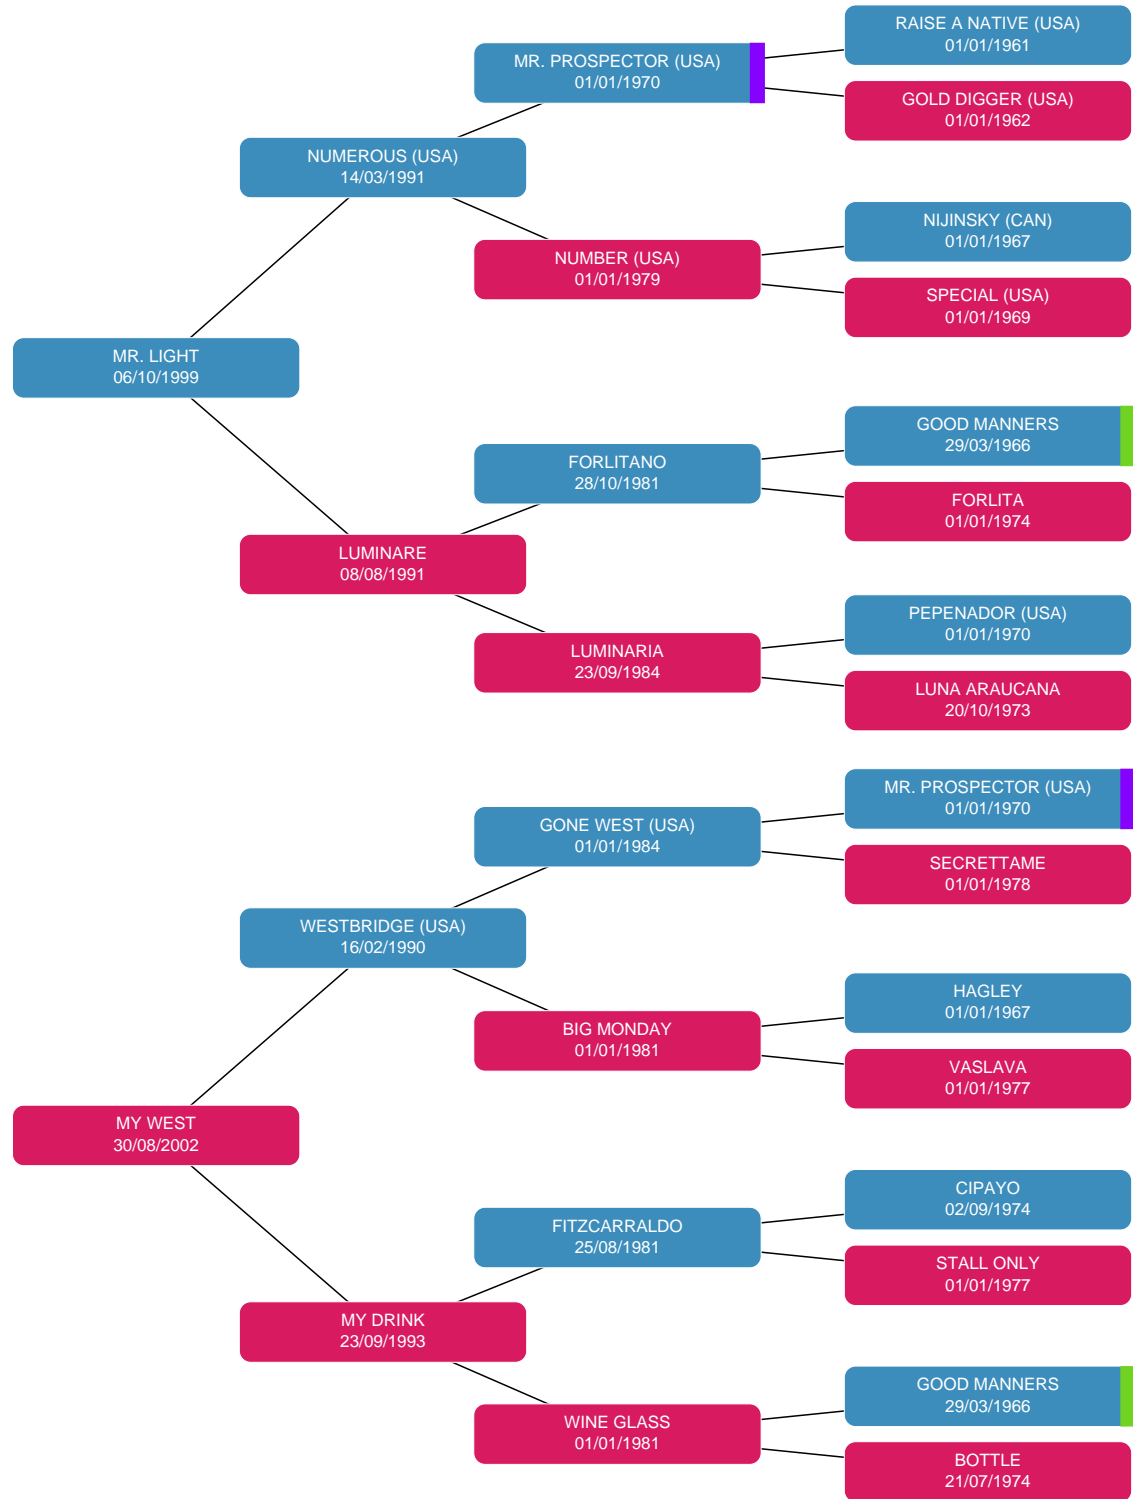 RAISE A NATIVE (USA)
01/01/1961
MR. PROSPECTOR (USA)
01/01/1970
GOLD DIGGER (USA)
01/01/1962
NUMEROUS (USA)
14/03/1991
NIJINSKY (CAN)
01/01/1967
NUMBER (USA)
01/01/1979
SPECIAL (USA)
01/01/1969
MR. LIGHT
06/10/1999
GOOD MANNERS
29/03/1966
FORLITANO
28/10/1981
FORLITA
01/01/1974
LUMINARE
08/08/1991
PEPENADOR (USA)
01/01/1970
LUMINARIA
23/09/1984
LUNA ARAUCANA
20/10/1973
MR. PROSPECTOR (USA)
01/01/1970
GONE WEST (USA)
01/01/1984
SECRETTAME
01/01/1978
WESTBRIDGE (USA)
16/02/1990
HAGLEY
01/01/1967
BIG MONDAY
01/01/1981
VASLAVA
01/01/1977
MY WEST
30/08/2002
CIPAYO
02/09/1974
FITZCARRALDO
25/08/1981
STALL ONLY
01/01/1977
MY DRINK
23/09/1993
GOOD MANNERS
29/03/1966
WINE GLASS
01/01/1981
BOTTLE
21/07/1974